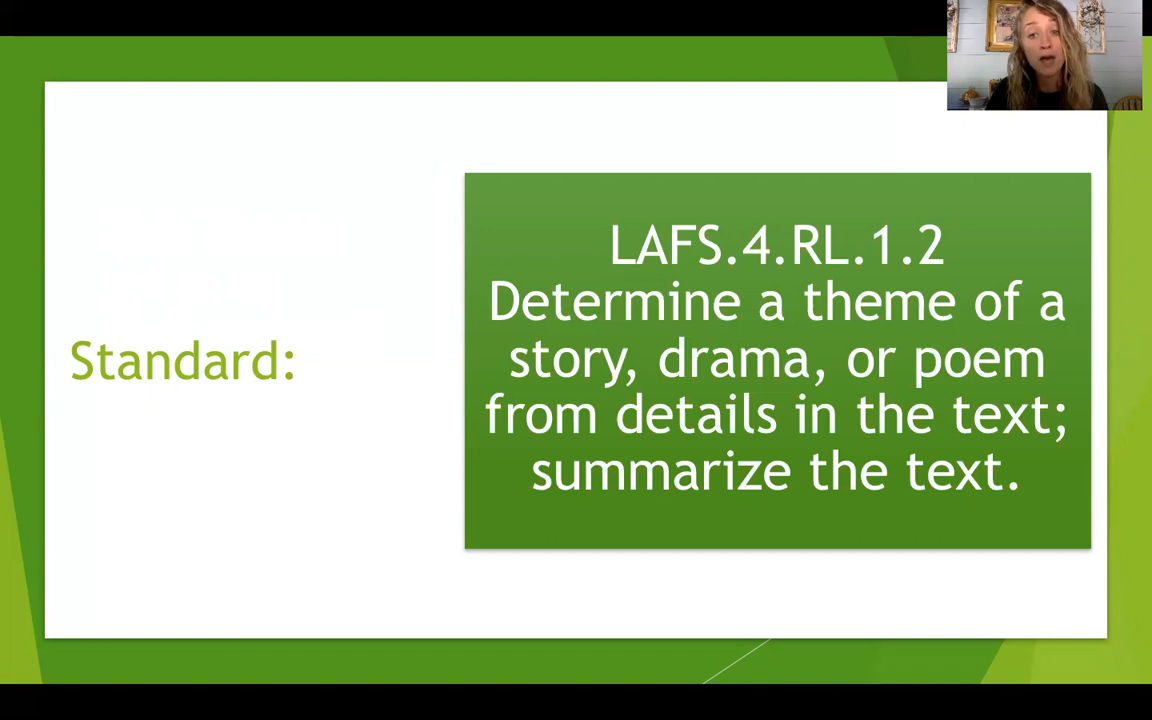 Standard:
LAFS.4.RL.1.2
Determine a theme of a
story, drama, or poem
from details in the text;
summarize the text.